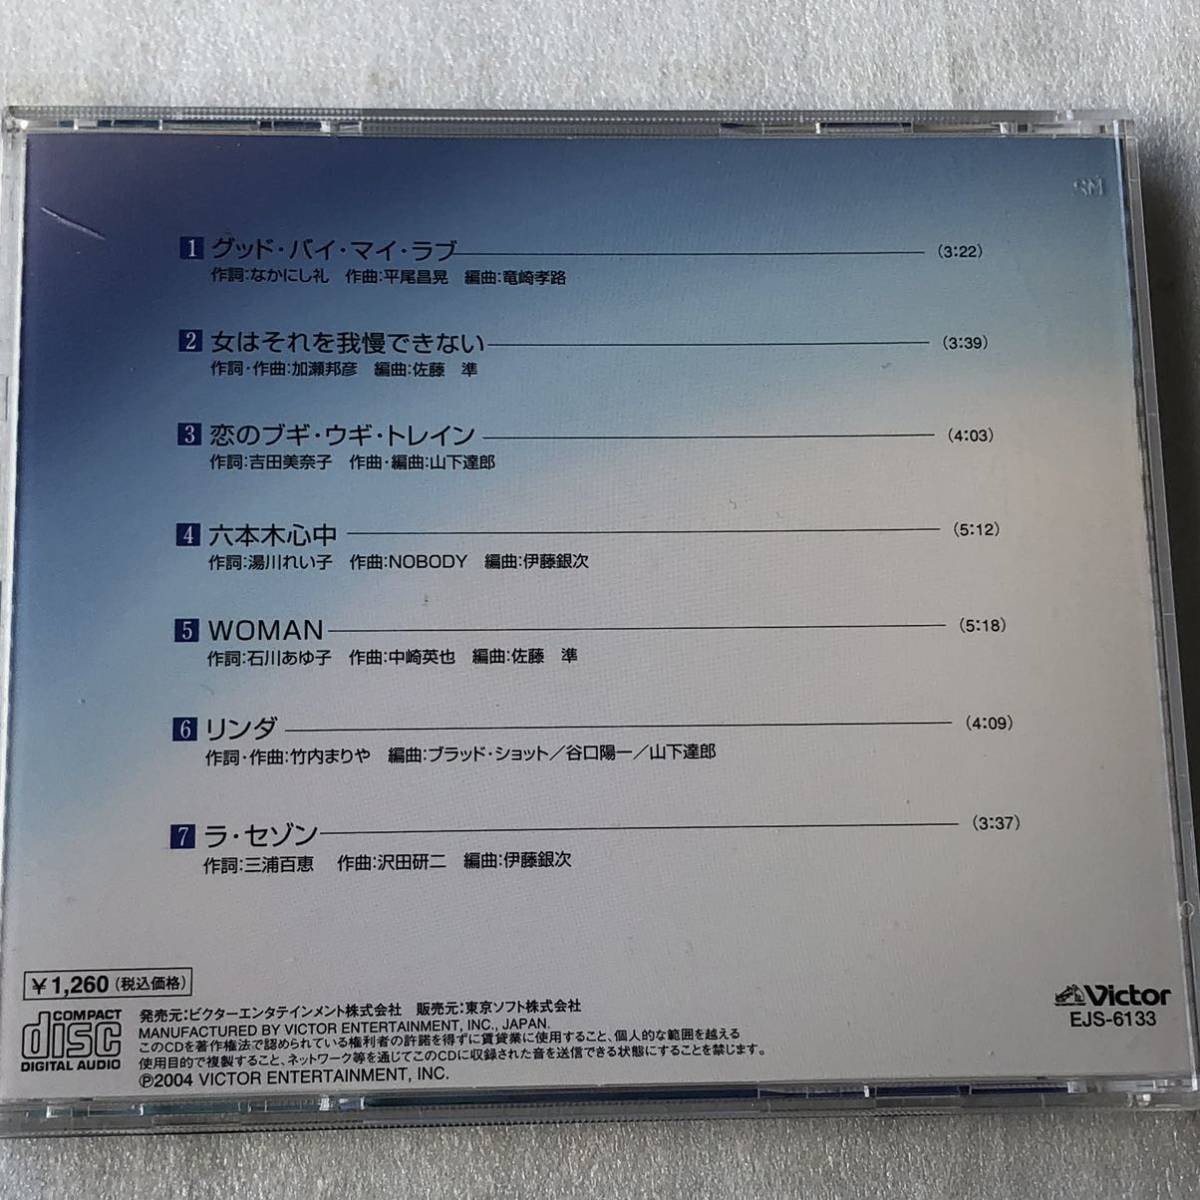 SM
1 グッド・バイ・マイ・ラブ (3:22)
作詞:なかにし礼 作曲:平尾昌晃 編曲:竜崎孝路
2 女はそれを我慢できない (3:39)
作詞・作曲:加瀬邦彦 編曲:佐藤 準
3 恋のブギ・ウギ・トレイン (4:03)
作詞:吉田美奈子 作曲・編曲:山下達郎
4 六本木心中 (5:12)
作詞:湯川れい子 作曲:NOBODY 編曲:伊藤銀次
5 WOMAN (5:18)
作詞:石川あゆ子 作曲:中崎英也 編曲:佐藤 準
6 リンダ (4:09)
作詞・作曲:竹内まりや 編曲:ブラッド・ショット/谷口陽一/山下達郎
7 ラ・セゾン (3:37)
作詞:三浦百恵 作曲:沢田研二 編曲:伊藤銀次
¥1,260(税込価格)
COMPACT
disc
DIGITAL AUDIO
発売元:ビクターエンタテインメント株式会社 販売元:東京ソフト株式会社
MANUFACTURED BY VICTOR ENTERTAINMENT, INC., JAPAN.
このCDを著作権法で認められている権利者の許諾を得ずに賃貸業に使用すること、個人的な範囲を越える
使用目的で複製すること、ネットワーク等を通じてこのCDに収録された音を送信できる状態にすることを禁じます。
℗2004 VICTOR ENTERTAINMENT, INC.
Victor
EJS-6133